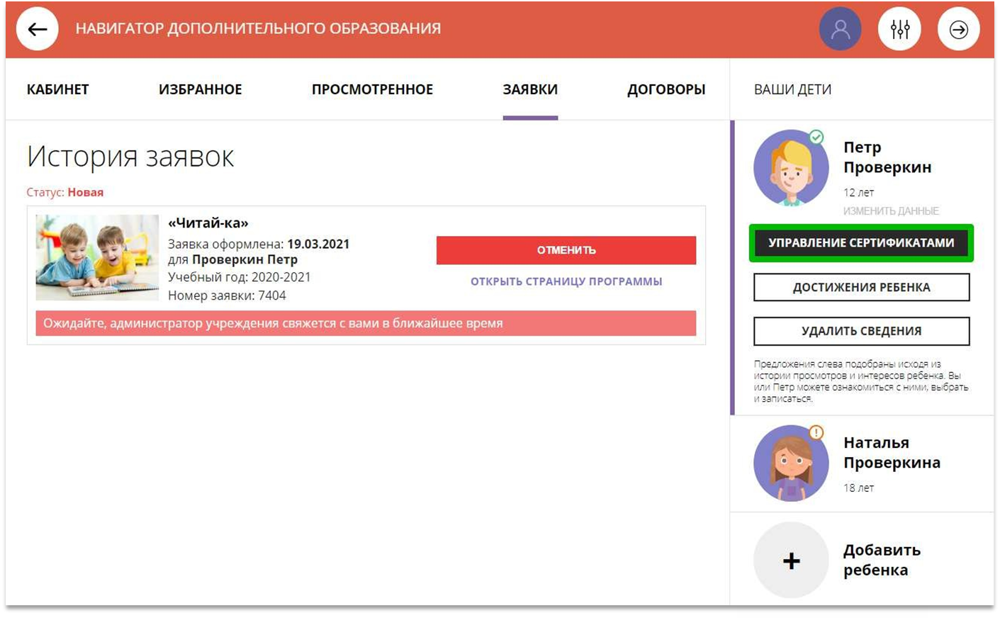 НАВИГАТОР ДОПОЛНИТЕЛЬНОГО ОБРАЗОВАНИЯ
КАБИНЕТ
ИЗБРАННОЕ
ПРОСМОТРЕННОЕ
ЗАЯВКИ
ДОГОВОРЫ
История заявок
Статус: Новая
«Читай-ка»
Заявка оформлена: 19.03.2021
для Проверкин Петр
Учебный год: 2020-2021
Номер заявки: 7404
ОТМЕНИТЬ
ОТКРЫТЬ СТРАНИЦУ ПРОГРАММЫ
Ожидайте, администратор учреждения свяжется с вами в ближайшее время
ВАШИ ДЕТИ
Петр
Проверкин
12 лет
ИЗМЕНИТЬ ДАННЫЕ
УПРАВЛЕНИЕ СЕРТИФИКАТАМИ
ДОСТИЖЕНИЯ РЕБЕНКА
УДАЛИТЬ СВЕДЕНИЯ
Предложения слева подобраны исходя из
истории просмотров и интересов ребенка. Вы
или Петр можете ознакомиться с ними, выбрать
и записаться.
Наталья
Проверкина
18 лет
Добавить
ребенка